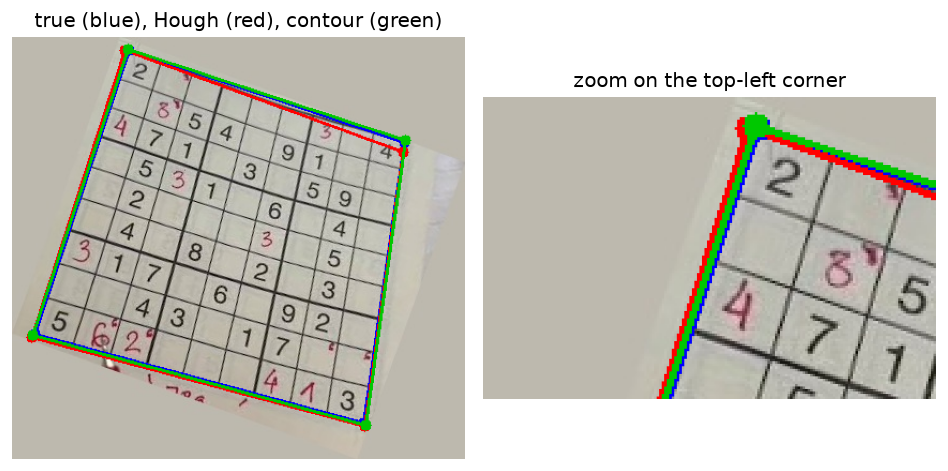 true (blue), Hough (red), contour (green)
2 3 4
8 5 4 9 1
4 7 1 3 5 9
5 3 1 6 4
2 3 5
4 8 2 3
3 1 7 6 9 2
4 3 1 7
5 6 2 4 1 3
zoom on the top-left corner
2
8 5
4 7 1